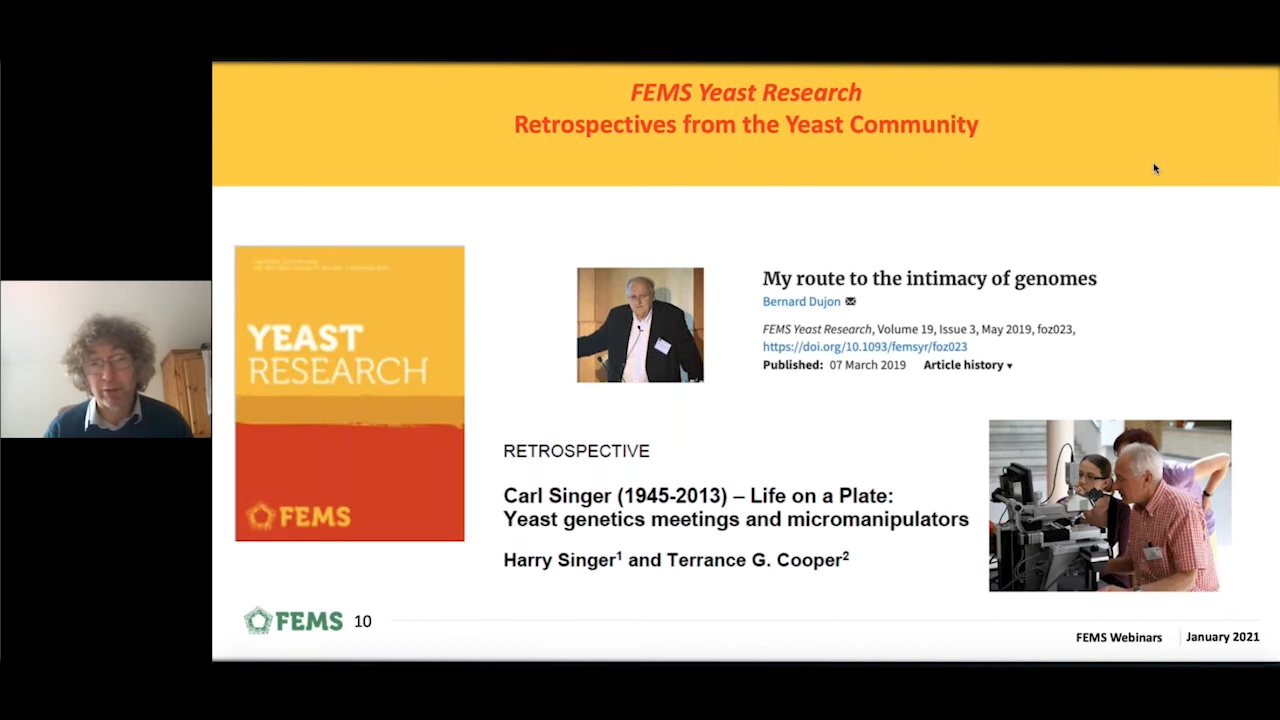 FEMS Yeast Research
Retrospectives from the Yeast Community
YEAST
RESEARCH
FEMS
My route to the intimacy of genomes
Bernard Dujon
FEMS Yeast Research, Volume 19, Issue 3, May 2019, foz023,
https://doi.org/10.1093/femsyr/foz023
Published: 07 March 2019 Article history ▾
RETROSPECTIVE
Carl Singer (1945-2013) – Life on a Plate:
Yeast genetics meetings and micromanipulators
Harry Singer1 and Terrance G. Cooper2
FEMS 10
FEMS Webinars January 2021